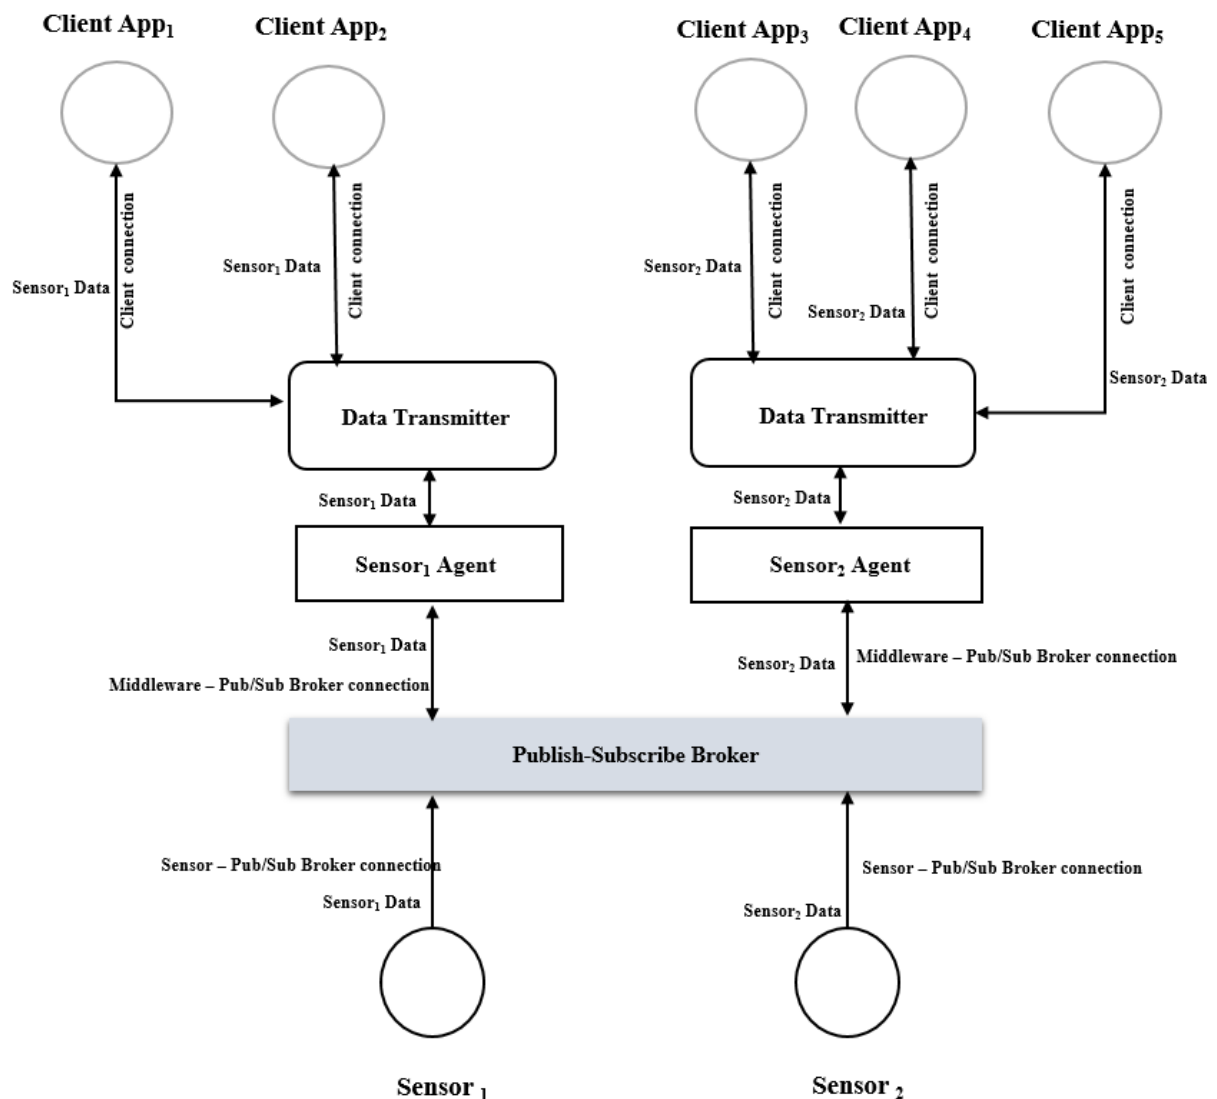 Client App₁
Client App₂
Client App₃
Client App₄
Client App₅
Client connection
Sensor₁ Data
Client connection
Sensor₁ Data
Client connection
Sensor₂ Data
Client connection
Sensor₂ Data
Client connection
Sensor₂ Data
Data Transmitter
Data Transmitter
Sensor₁ Data
Sensor₂ Data
Sensor₁ Agent
Sensor₂ Agent
Sensor₁ Data
Middleware – Pub/Sub Broker connection
Sensor₂ Data
Middleware – Pub/Sub Broker connection
Publish-Subscribe Broker
Sensor – Pub/Sub Broker connection
Sensor₁ Data
Sensor – Pub/Sub Broker connection
Sensor₂ Data
Sensor ₁
Sensor ₂